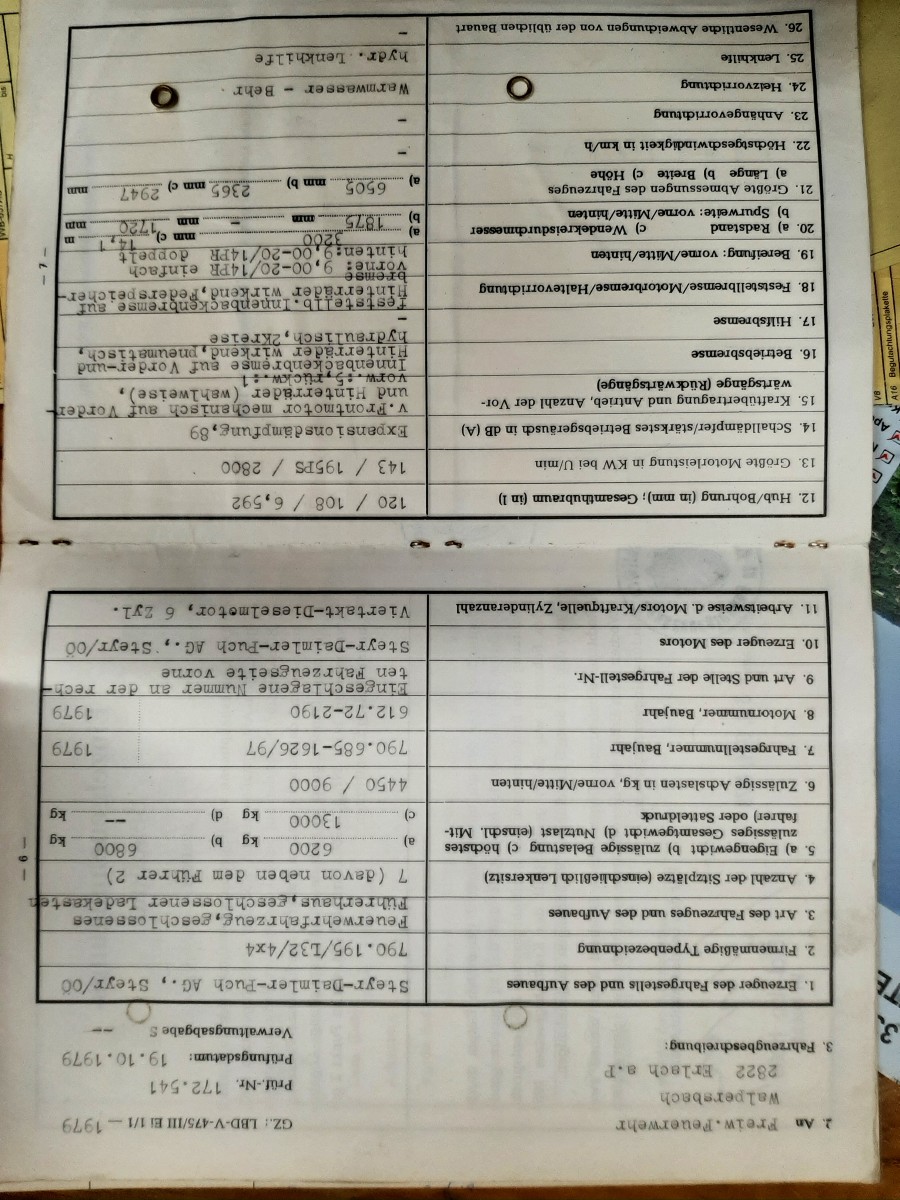 2. An Freiw.Feuerwehr
Walpersbach
2822 Erlach a.P
GZ.: LBD-V-475/III Ei 1/1 — 1979
Prüf.-Nr. 172.541
Prüfungsdatum: 19.10.1979
Verwaltungsabgabe S --
3. Fahrzeugbeschreibung:
1. Erzeuger des Fahrgestells und des Aufbaues
Steyr-Daimler-Puch AG., Steyr/OÖ
2. Firmenmäßige Typenbezeichnung
790.195/L32/4x4
3. Art des Fahrzeuges und des Aufbaues
Feuerwehrfahrzeug,geschlossenes
Führerhaus,geschlossener Ladekasten
4. Anzahl der Sitzplätze (einschließlich Lenkersitz)
7 (davon neben dem Führer 2)
5. a) Eigengewicht b) zulässige Belastung c) höchstes
zulässiges Gesamtgewicht d) Nutzlast (einschl. Mit-
fahrer) oder Satteldruck
a) 6200 kg b) 6800 kg
c) 13000 kg d) -- kg
6. Zulässige Achslasten in kg, vorne/Mitte/hinten
4450 / 9000
7. Fahrgestellnummer, Baujahr
790.685-1626/97 1979
8. Motornummer, Baujahr
612.72-2190 1979
9. Art und Stelle der Fahrgestell-Nr.
Eingeschlagene Nummer an der rech-
ten Fahrzeugseite vorne
10. Erzeuger des Motors
Steyr-Daimler-Puch AG., Steyr/OÖ
11. Arbeitsweise d. Motors/Kraftquelle, Zylinderanzahl
Viertakt-Dieselmotor, 6 Zyl.
— 6 —
12. Hub/Bohrung (in mm); Gesamthubraum (in l)
120 / 108 / 6,592
13. Größte Motorleistung in KW bei U/min
143 / 195PS / 2800
14. Schalldämpfer/stärkstes Betriebsgeräusch in dB (A)
Expansionsdämpfung,89
15. Kraftübertragung und Antrieb, Anzahl der Vor-
wärtsgänge (Rückwärtsgänge)
v.Frontmotor mechanisch auf Vorder-
und Hinterräder (wahlweise),
vorw.:5,rückw.:1
16. Betriebsbremse
Innenbackenbremse auf Vorder-und
Hinterräder wirkend,pneumatisch,
hydraulisch,2Kreise
17. Hilfsbremse
-
18. Feststellbremse/Motorbremse/Haltevorrichtung
Feststellb.Innenbackenbremse auf
Hinterräder wirkend,Federspeicher-
bremse
19. Bereifung: vorne/Mitte/hinten
vorne: 9,00-20/14PR einfach
hinten:9,00-20/14PR doppelt
20. a) Radstand c) Wendekreisdurchmesser
b) Spurweite: vorne/Mitte/hinten
a) 3200 mm c) 14,1 m
b) 1875 mm - mm 1720 mm
21. Größte Abmessungen des Fahrzeuges
a) Länge b) Breite c) Höhe
a) 6505 mm b) 2365 mm c) 2947 mm
22. Höchstgeschwindigkeit in km/h
-
23. Anhängevorrichtung
-
24. Heizvorrichtung
Warmwasser - Behr
25. Lenkhilfe
hydr. Lenkhilfe
26. Wesentliche Abweichungen von der üblichen Bauart
-
— 7 —
V8
A16 Begutachtungsplakette
bis